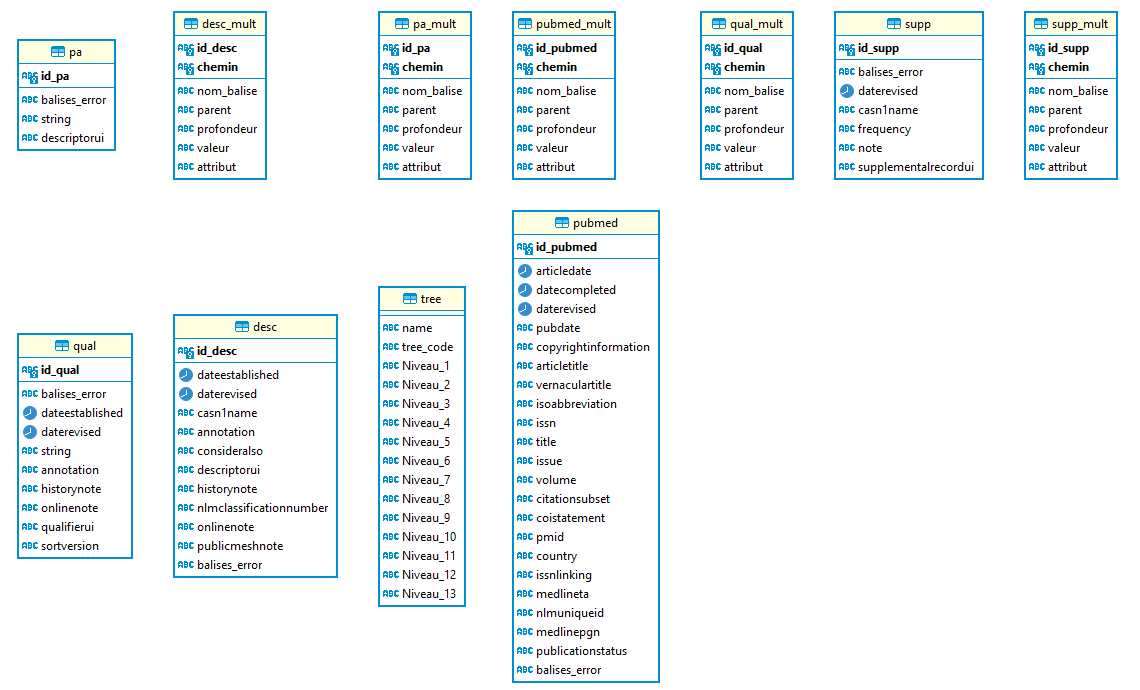 pa
id_pa
balises_error
string
descriptorui
desc_mult
id_desc
chemin
nom_balise
parent
profondeur
valeur
attribut
pa_mult
id_pa
chemin
nom_balise
parent
profondeur
valeur
attribut
pubmed_mult
id_pubmed
chemin
nom_balise
parent
profondeur
valeur
attribut
qual_mult
id_qual
chemin
nom_balise
parent
profondeur
valeur
attribut
supp
id_supp
balises_error
daterevised
casn1name
frequency
note
supplementalrecordui
supp_mult
id_supp
chemin
nom_balise
parent
profondeur
valeur
attribut
qual
id_qual
balises_error
dateestablished
daterevised
string
annotation
historynote
onlinenote
qualifierui
sortversion
desc
id_desc
dateestablished
daterevised
casn1name
annotation
consideralso
descriptorui
historynote
nlmclassificationnumber
onlinenote
publicmeshnote
balises_error
tree
name
tree_code
Niveau_1
Niveau_2
Niveau_3
Niveau_4
Niveau_5
Niveau_6
Niveau_7
Niveau_8
Niveau_9
Niveau_10
Niveau_11
Niveau_12
Niveau_13
pubmed
id_pubmed
articledate
datecompleted
daterevised
pubdate
copyrightinformation
articletitle
vernaculartitle
isoabbreviation
issn
title
issue
volume
citationsubset
coistatement
pmid
country
issnlinking
medlineta
nlmuniqueid
medlinepgn
publicationstatus
balises_error